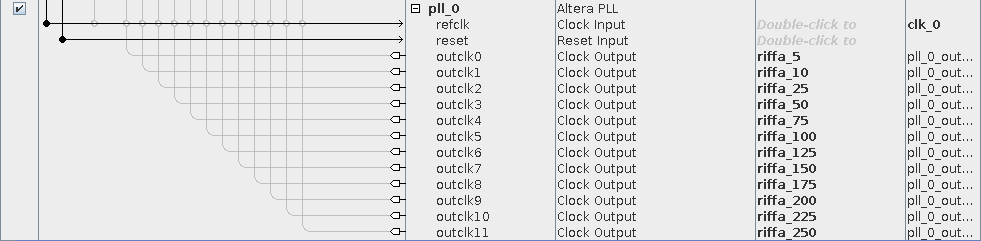 pll_0 Altera PLL
refclk Clock Input Double-click to clk_0
reset Reset Input Double-click to
outclk0 Clock Output riffa_5 pll_0_out...
outclk1 Clock Output riffa_10 pll_0_out...
outclk2 Clock Output riffa_25 pll_0_out...
outclk3 Clock Output riffa_50 pll_0_out...
outclk4 Clock Output riffa_75 pll_0_out...
outclk5 Clock Output riffa_100 pll_0_out...
outclk6 Clock Output riffa_125 pll_0_out...
outclk7 Clock Output riffa_150 pll_0_out...
outclk8 Clock Output riffa_175 pll_0_out...
outclk9 Clock Output riffa_200 pll_0_out...
outclk10 Clock Output riffa_225 pll_0_out...
outclk11 Clock Output riffa_250 pll_0_out...